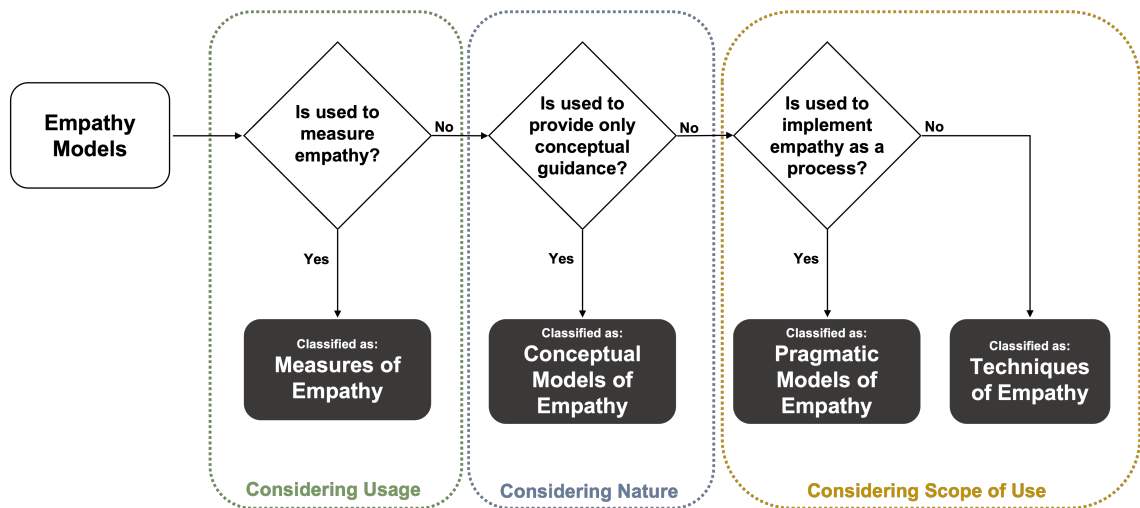 Empathy
Models
Is used to
measure
empathy?
No
Yes
Classified as:
Measures of
Empathy
Considering Usage
Is used to
provide only
conceptual
guidance?
No
Yes
Classified as:
Conceptual
Models of
Empathy
Considering Nature
Is used to
implement
empathy as a
process?
No
Yes
Classified as:
Pragmatic
Models of
Empathy
Classified as:
Techniques
of Empathy
Considering Scope of Use